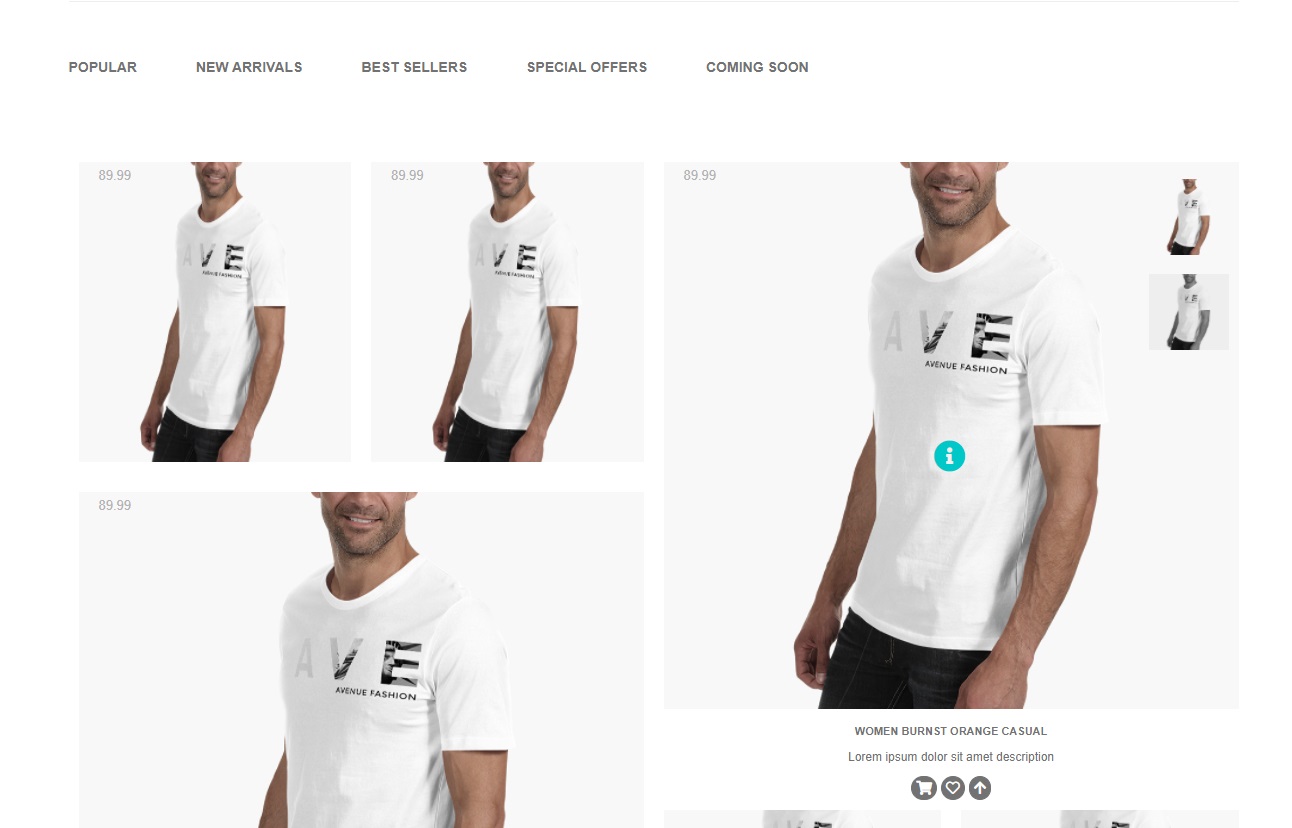 POPULAR NEW ARRIVALS BEST SELLERS SPECIAL OFFERS COMING SOON
89.99
AVE
AVENUE FASHION
89.99
AVE
AVENUE FASHION
89.99
AVE
AVENUE FASHION
89.99
AVE
AVENUE FASHION
WOMEN BURNST ORANGE CASUAL
Lorem ipsum dolor sit amet description